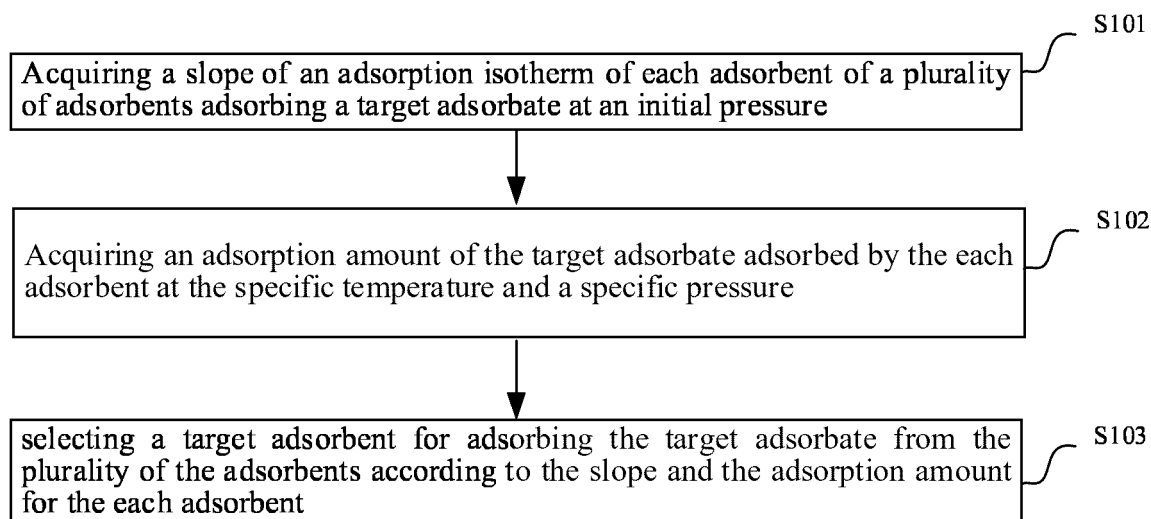 S101
Acquiring a slope of an adsorption isotherm of each adsorbent of a plurality
of adsorbents adsorbing a target adsorbate at an initial pressure
S102
Acquiring an adsorption amount of the target adsorbate adsorbed by the each
adsorbent at the specific temperature and a specific pressure
S103
selecting a target adsorbent for adsorbing the target adsorbate from the
plurality of the adsorbents according to the slope and the adsorption amount
for the each adsorbent